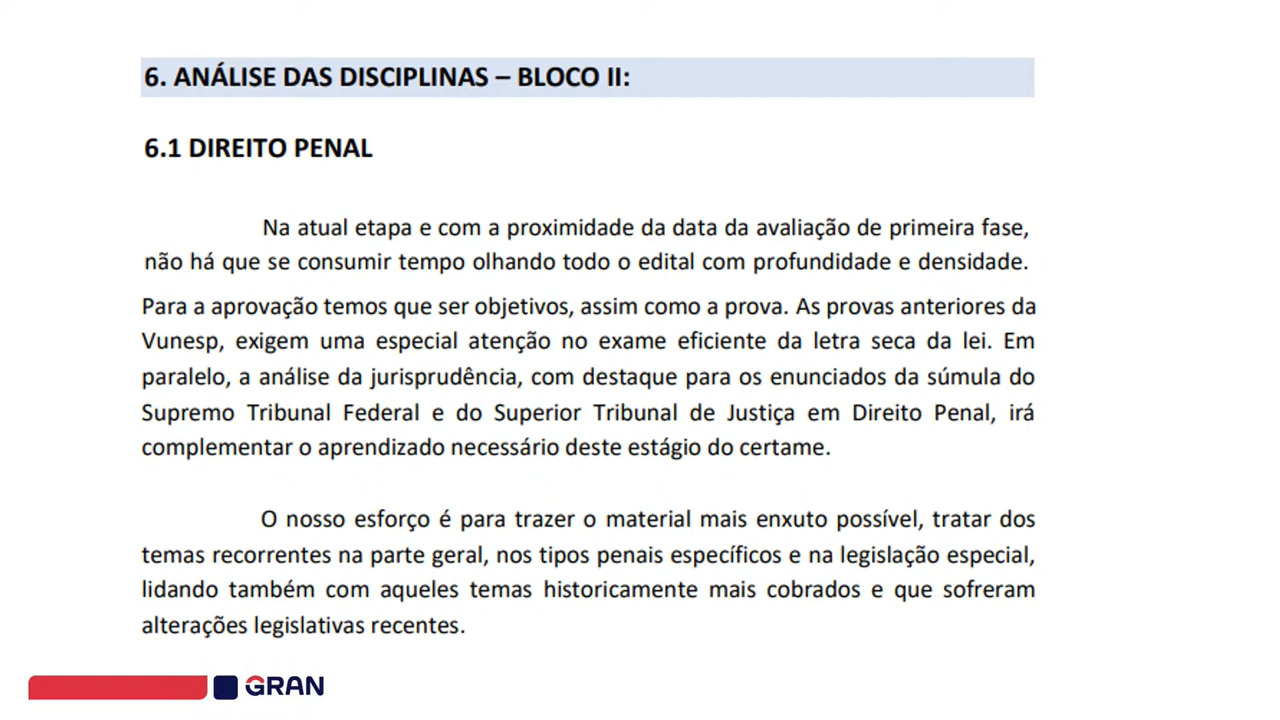 6. ANÁLISE DAS DISCIPLINAS – BLOCO II:
6.1 DIREITO PENAL
Na atual etapa e com a proximidade da data da avaliação de primeira fase,
não há que se consumir tempo olhando todo o edital com profundidade e densidade.
Para a aprovação temos que ser objetivos, assim como a prova. As provas anteriores da
Vunesp, exigem uma especial atenção no exame eficiente da letra seca da lei. Em
paralelo, a análise da jurisprudência, com destaque para os enunciados da súmula do
Supremo Tribunal Federal e do Superior Tribunal de Justiça em Direito Penal, irá
complementar o aprendizado necessário deste estágio do certame.
O nosso esforço é para trazer o material mais enxuto possível, tratar dos
temas recorrentes na parte geral, nos tipos penais específicos e na legislação especial,
lidando também com aqueles temas historicamente mais cobrados e que sofreram
alterações legislativas recentes.
GRAN